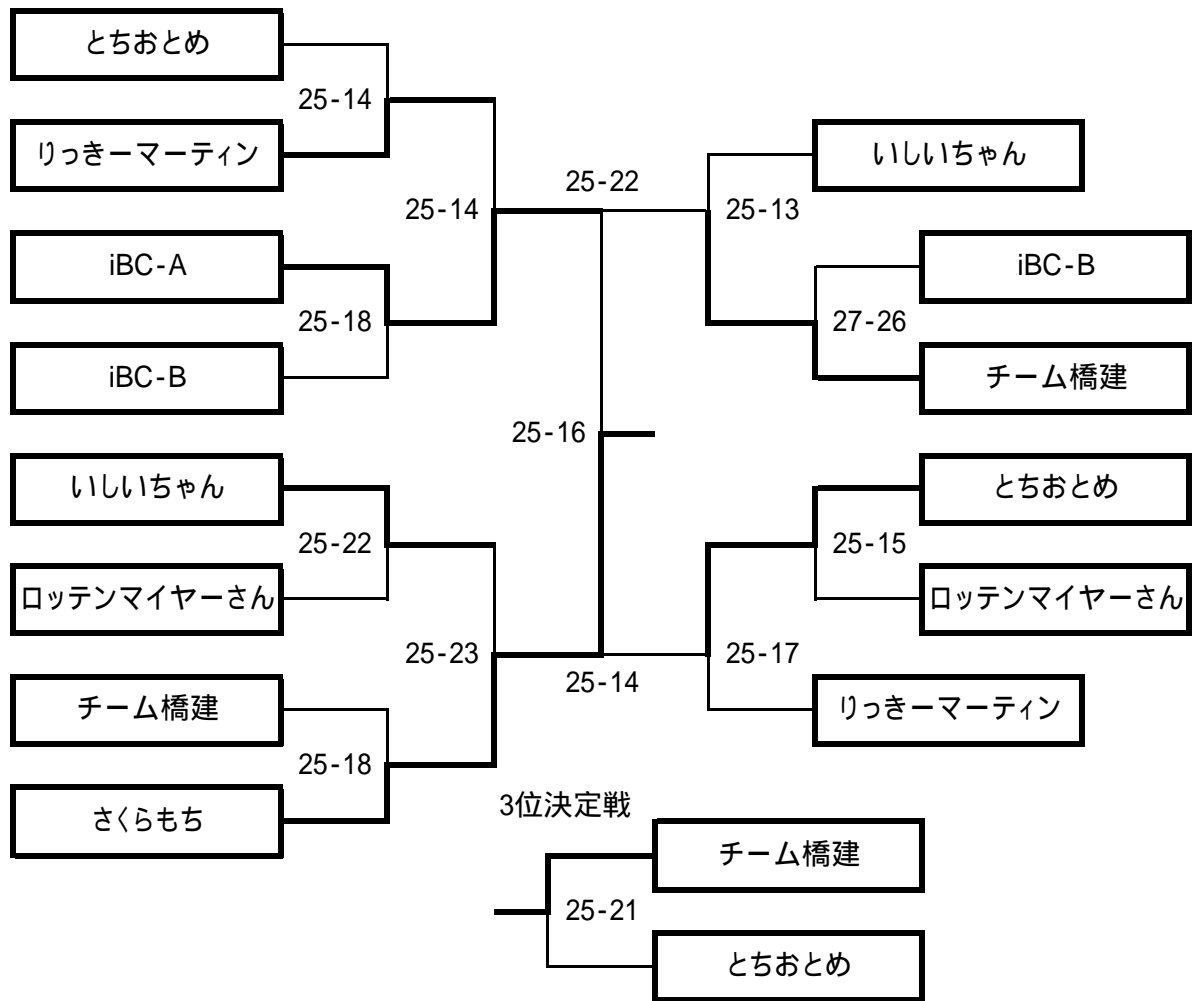 とちおとめ
25-14
りっきーマーティン
いしいちゃん
25-22
25-14
25-13
iBC-A
iBC-B
25-18
27-26
iBC-B
チーム橋建
25-16
いしいちゃん
とちおとめ
25-22
25-15
ロッテンマイヤーさん
ロッテンマイヤーさん
25-23
25-17
25-14
チーム橋建
りっきーマーティン
25-18
3位決定戦
さくらもち
チーム橋建
25-21
とちおとめ